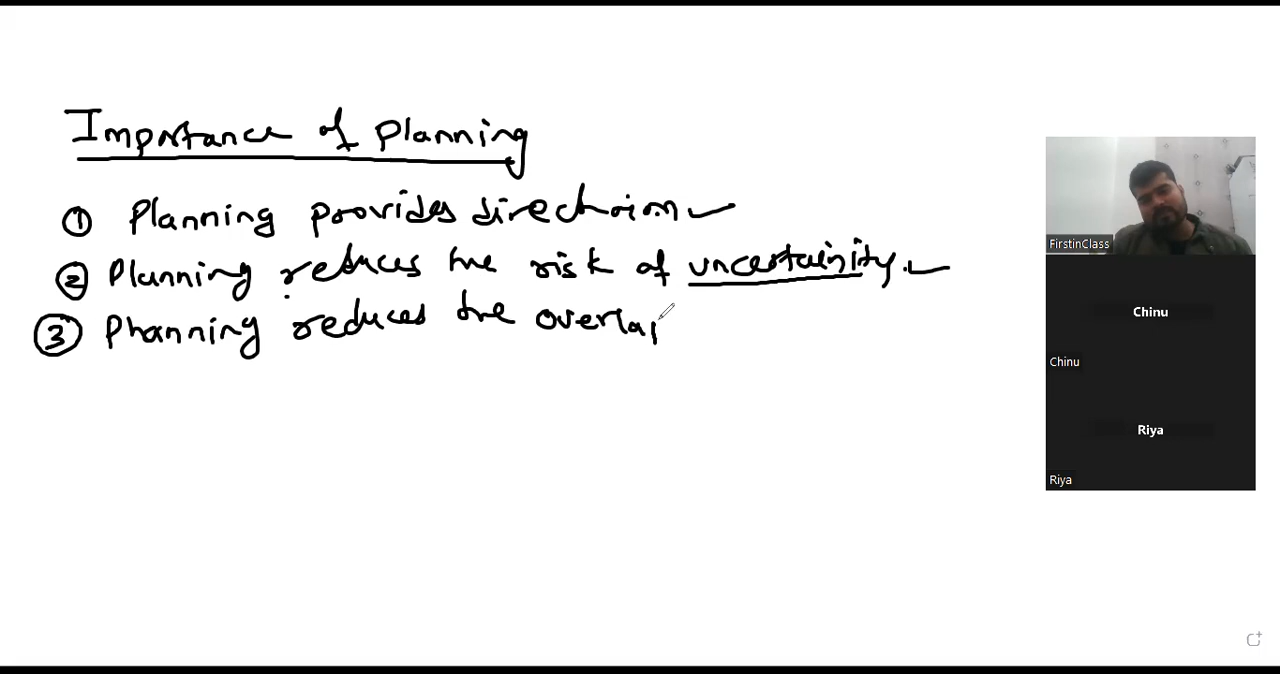 Importance of planning
① Planning provides direction
② Planning reduces the risk of uncertainity.
③ Planning reduces the overlap
FirstinClass
Chinu
Chinu
Riya
Riya